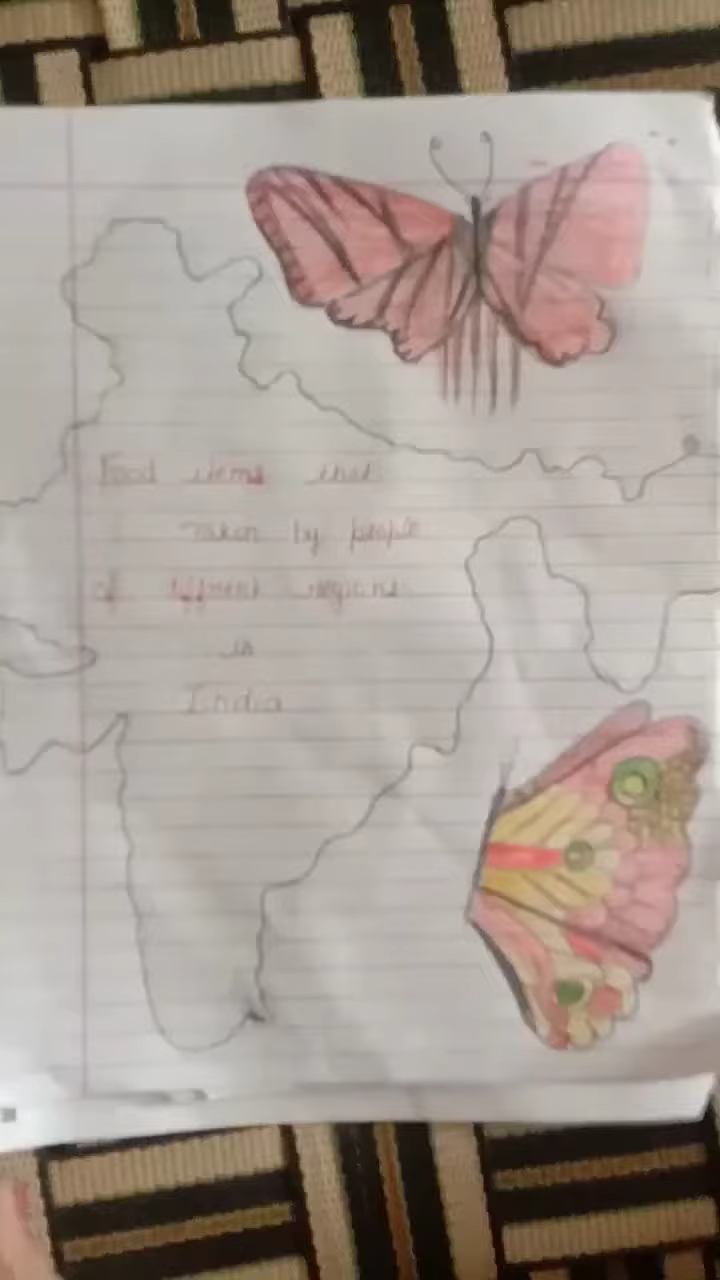 Food items that
Taken by people
of different regions
in
India